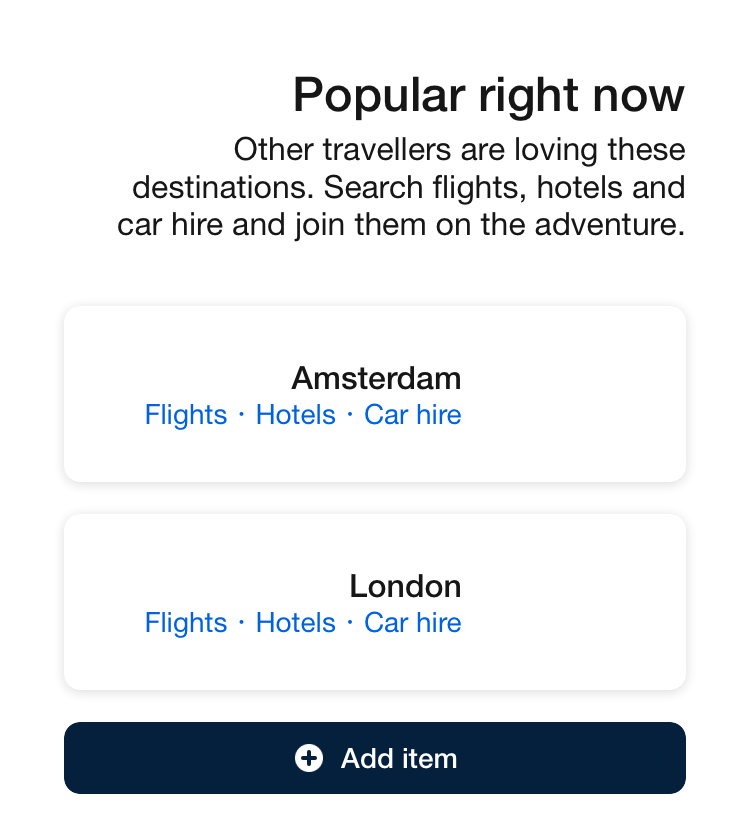 Popular right now
Other travellers are loving these
destinations. Search flights, hotels and
car hire and join them on the adventure.
Amsterdam
Flights · Hotels · Car hire
London
Flights · Hotels · Car hire
Add item